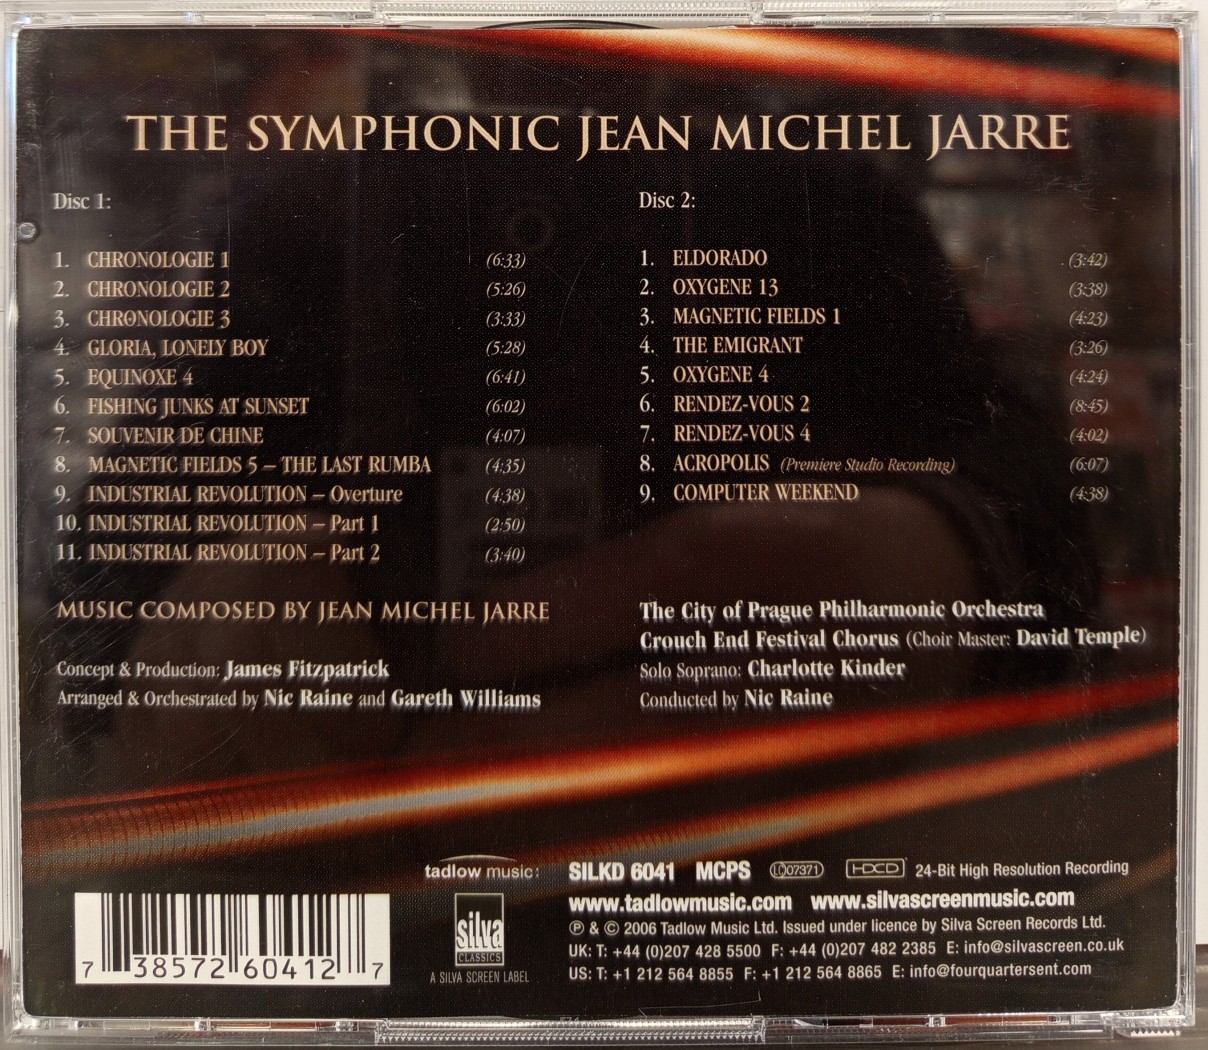 THE SYMPHONIC JEAN MICHEL JARRE
Disc 1:
1. CHRONOLOGIE 1 (6:33)
2. CHRONOLOGIE 2 (5:26)
3. CHRONOLOGIE 3 (3:33)
4. GLORIA, LONELY BOY (5:28)
5. EQUINOXE 4 (6:41)
6. FISHING JUNKS AT SUNSET (6:02)
7. SOUVENIR DE CHINE (4:07)
8. MAGNETIC FIELDS 5 – THE LAST RUMBA (4:35)
9. INDUSTRIAL REVOLUTION – Overture (4:38)
10. INDUSTRIAL REVOLUTION – Part 1 (2:50)
11. INDUSTRIAL REVOLUTION – Part 2 (3:40)
MUSIC COMPOSED BY JEAN MICHEL JARRE
Concept & Production: James Fitzpatrick
Arranged & Orchestrated by Nic Raine and Gareth Williams
Disc 2:
1. ELDORADO (3:42)
2. OXYGENE 13 (3:38)
3. MAGNETIC FIELDS 1 (4:23)
4. THE EMIGRANT (3:26)
5. OXYGENE 4 (4:24)
6. RENDEZ-VOUS 2 (8:45)
7. RENDEZ-VOUS 4 (4:02)
8. ACROPOLIS (Premiere Studio Recording) (6:07)
9. COMPUTER WEEKEND (4:38)
The City of Prague Philharmonic Orchestra
Crouch End Festival Chorus (Choir Master: David Temple)
Solo Soprano: Charlotte Kinder
Conducted by Nic Raine
7 38572 60412 7
tadlow music:
silva
CLASSICS
A SILVA SCREEN LABEL
SILKD 6041 MCPS LC07371 HDCD 24-Bit High Resolution Recording
www.tadlowmusic.com www.silvascreenmusic.com
℗ & © 2006 Tadlow Music Ltd. Issued under licence by Silva Screen Records Ltd.
UK: T: +44 (0)207 428 5500 F: +44 (0)207 482 2385 E: info@silvascreen.co.uk
US: T: +1 212 564 8855 F: +1 212 564 8865 E: info@fourquartersent.com